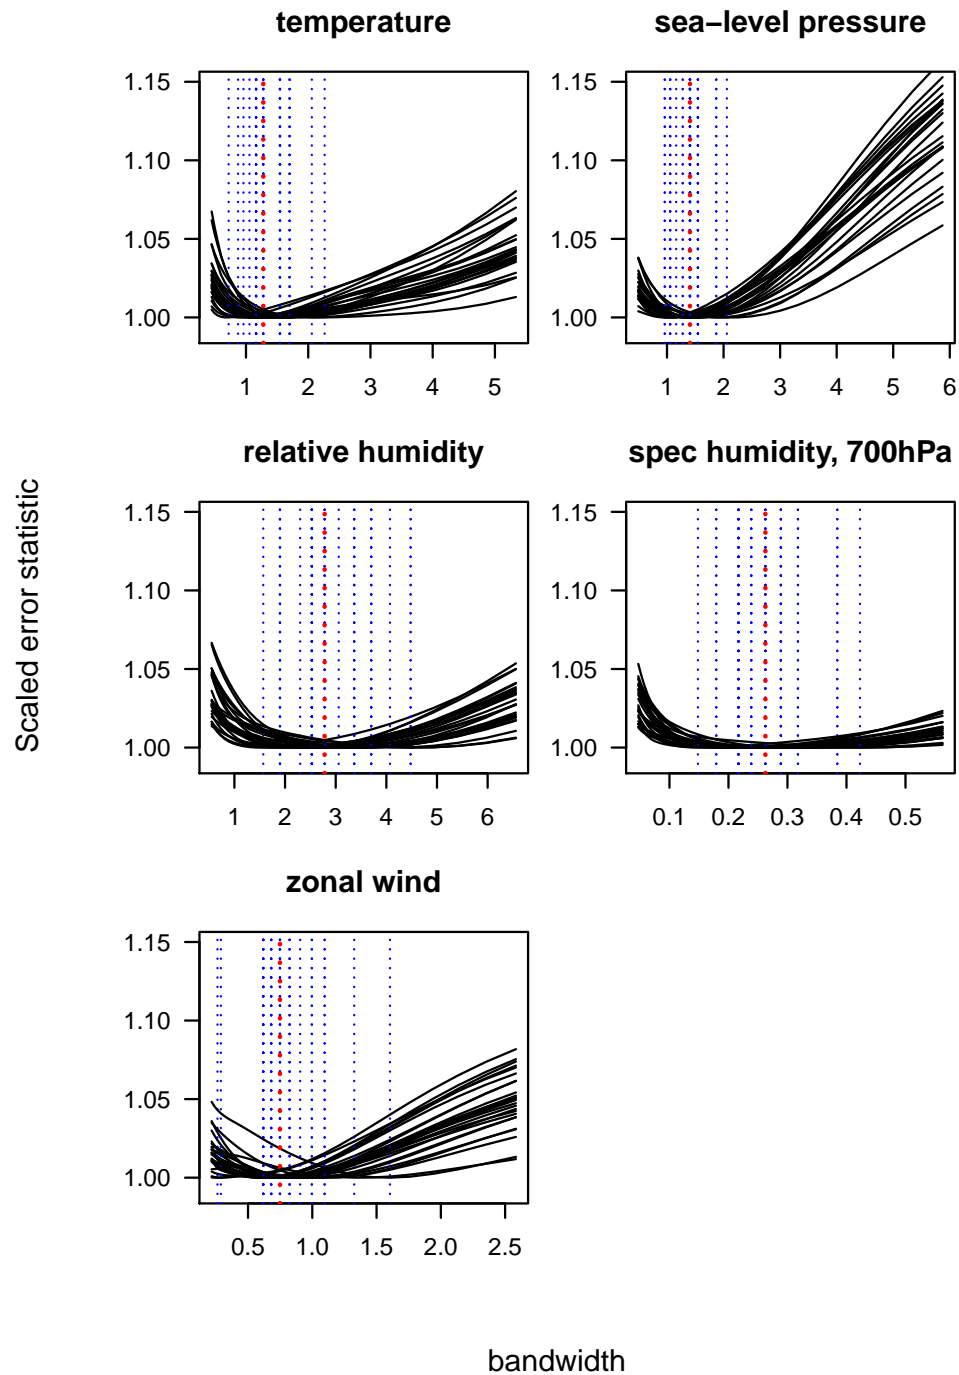 temperature
sea−level pressure
1.15
1.10
1.05
1.00
1 2 3 4 5
1.15
1.10
1.05
1.00
1 2 3 4 5 6
relative humidity
spec humidity, 700hPa
1.15
1.10
1.05
1.00
1 2 3 4 5 6
1.15
1.10
1.05
1.00
0.1 0.2 0.3 0.4 0.5
Scaled error statistic
zonal wind
1.15
1.10
1.05
1.00
0.5 1.0 1.5 2.0 2.5
bandwidth